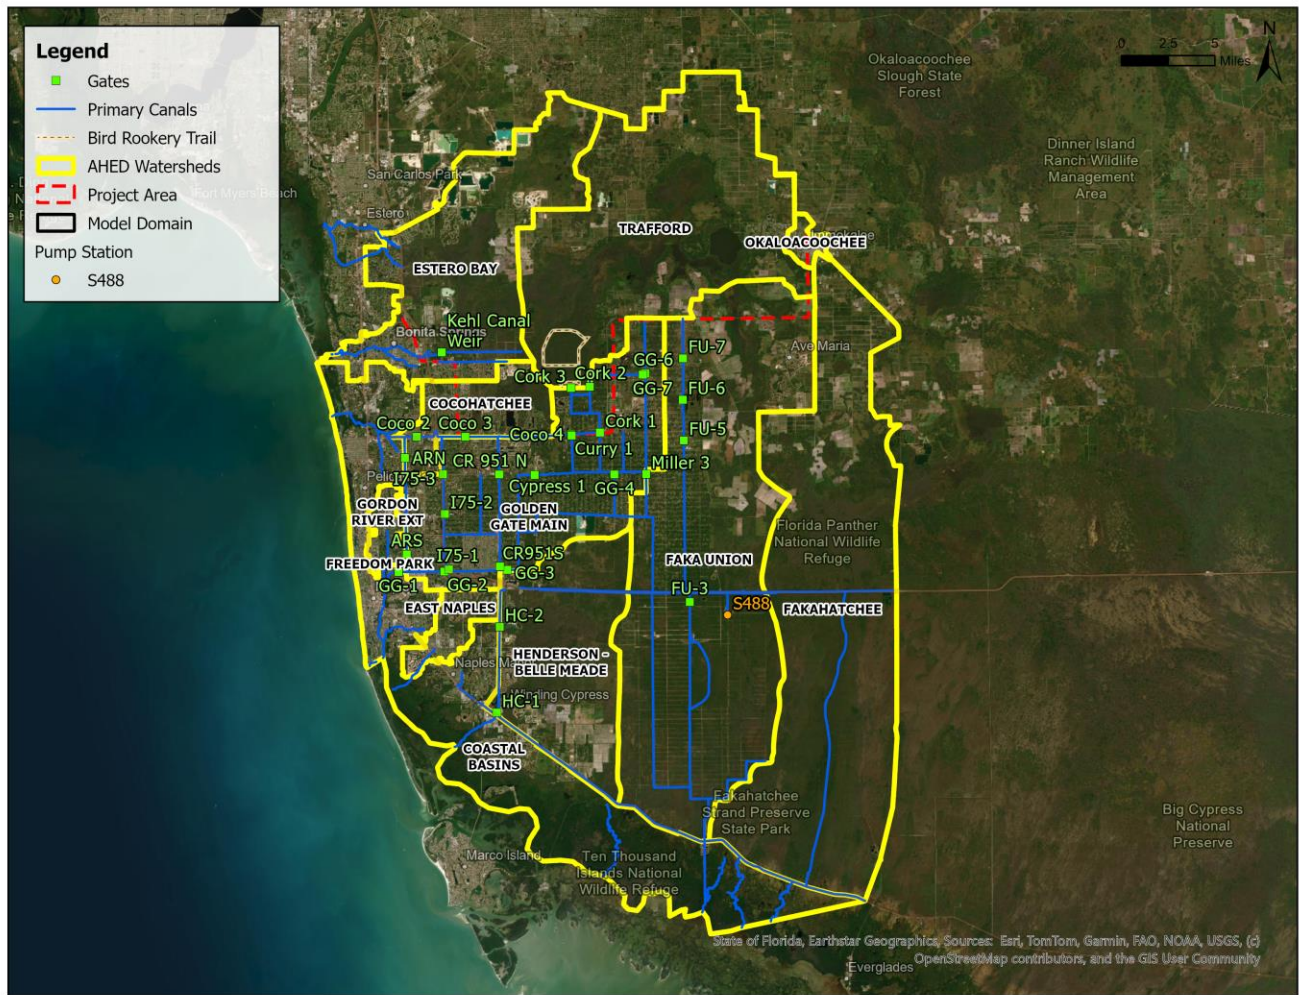 Legend
Gates
Primary Canals
Bird Rookery Trail
AHED Watersheds
Project Area
Model Domain
Pump Station
S488
N
0 2.5 5
Miles
Okaloacoochee
Slough State
Forest
Dinner Island
Ranch Wildlife
Management
Area
San Carlos Park
Fort Myers Beach
Estero
TRAFFORD
OKALOACOOCHEE
ESTERO BAY
Kehl Canal
Weir
Bonita Springs
Ave Maria
FU-7
GG-6
GG-7
Cork 3
Cork 2
FU-6
COCOHATCHEE
Coco 2
Coco 3
Coco 4
Cork 1
FU-5
Curry 1
ARN
CR 951 N
Miller 3
I75-3
Cypress 1
GG-4
I75-2
GORDON
RIVER EXT
GOLDEN
GATE MAIN
Florida Panther
National Wildlife
Refuge
ARS
I75-1
CR951S
FREEDOM PARK
GG-1
GG-2
GG-3
FAKA UNION
FU-3
S488
FAKAHATCHEE
EAST NAPLES
HC-2
HENDERSON -
BELLE MEADE
Naples Manor
Winding Cypress
HC-1
COASTAL
BASINS
Fakahatchee
Strand Preserve
State Park
Big Cypress
National
Preserve
Marco Island
Ten Thousand
Islands National
Wildlife Refuge
State of Florida, Earthstar Geographics, Sources: Esri, TomTom, Garmin, FAO, NOAA, USGS, (c)
OpenStreetMap contributors, and the GIS User Community
Everglades